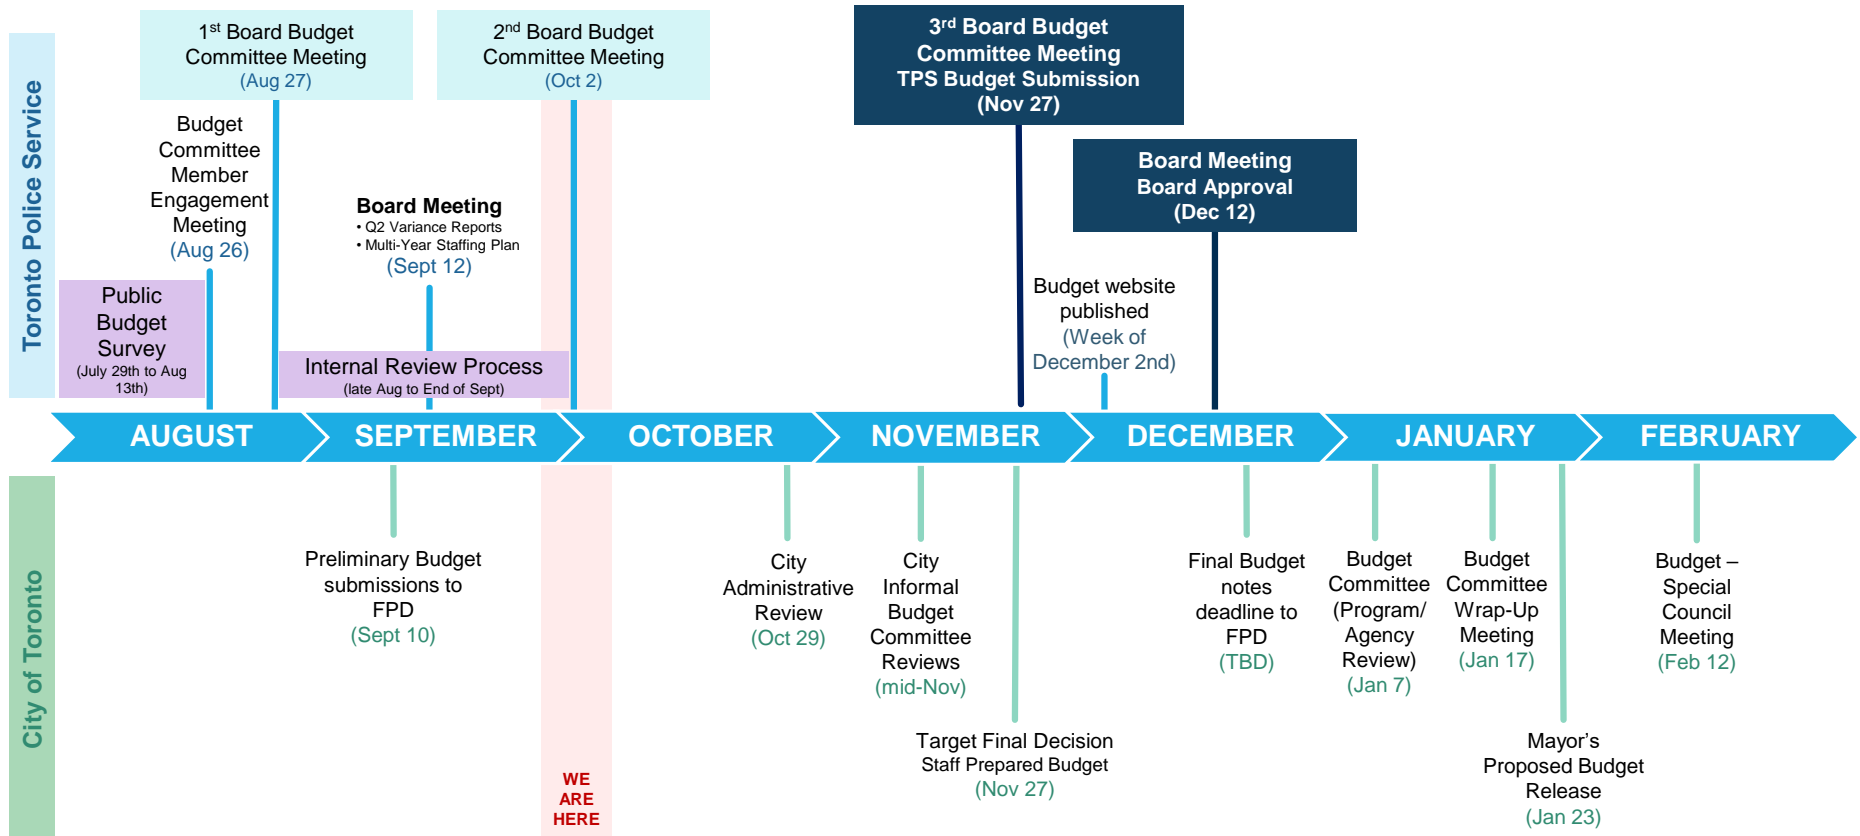 Toronto Police Service
1st Board Budget
Committee Meeting
(Aug 27)
2nd Board Budget
Committee Meeting
(Oct 2)
3rd Board Budget
Committee Meeting
TPS Budget Submission
(Nov 27)
Budget
Committee
Member
Engagement
Meeting
(Aug 26)
Board Meeting
• Q2 Variance Reports
• Multi-Year Staffing Plan
(Sept 12)
Board Meeting
Board Approval
(Dec 12)
Public
Budget
Survey
(July 29th to Aug
13th)
Internal Review Process
(late Aug to End of Sept)
Budget website
published
(Week of
December 2nd)
AUGUST
SEPTEMBER
OCTOBER
NOVEMBER
DECEMBER
JANUARY
FEBRUARY
City of Toronto
Preliminary Budget
submissions to
FPD
(Sept 10)
City
Administrative
Review
(Oct 29)
City
Informal
Budget
Committee
Reviews
(mid-Nov)
Target Final Decision
Staff Prepared Budget
(Nov 27)
Final Budget
notes
deadline to
FPD
(TBD)
Budget
Committee
(Program/
Agency
Review)
(Jan 7)
Budget
Committee
Wrap-Up
Meeting
(Jan 17)
Mayor’s
Proposed Budget
Release
(Jan 23)
Budget –
Special
Council
Meeting
(Feb 12)
WE
ARE
HERE